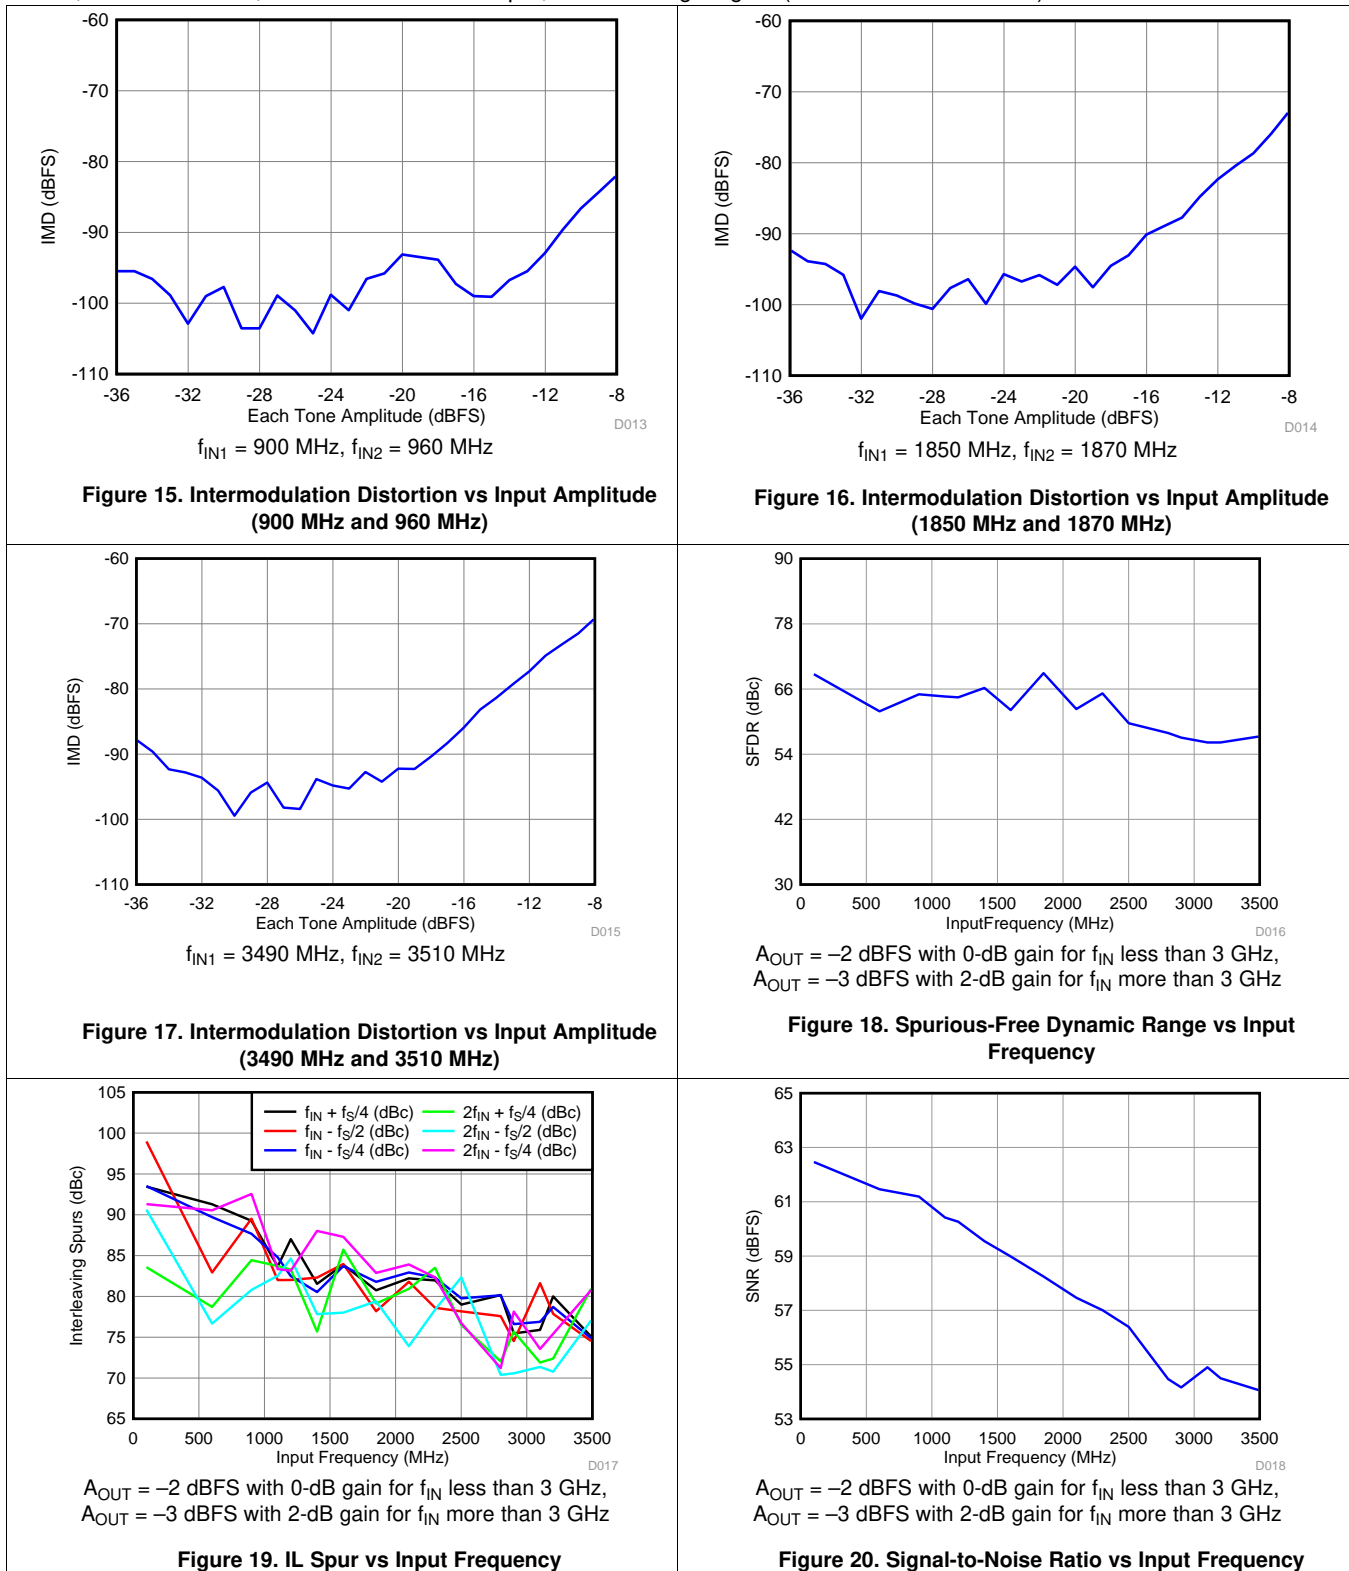 -60
-70
-80
-90
-100
-110
IMD (dBFS)
-36 -32 -28 -24 -20 -16 -12 -8
Each Tone Amplitude (dBFS)
D013
fIN1 = 900 MHz, fIN2 = 960 MHz
Figure 15. Intermodulation Distortion vs Input Amplitude
(900 MHz and 960 MHz)
-60
-70
-80
-90
-100
-110
IMD (dBFS)
-36 -32 -28 -24 -20 -16 -12 -8
Each Tone Amplitude (dBFS)
D014
fIN1 = 1850 MHz, fIN2 = 1870 MHz
Figure 16. Intermodulation Distortion vs Input Amplitude
(1850 MHz and 1870 MHz)
-60
-70
-80
-90
-100
-110
IMD (dBFS)
-36 -32 -28 -24 -20 -16 -12 -8
Each Tone Amplitude (dBFS)
D015
fIN1 = 3490 MHz, fIN2 = 3510 MHz
Figure 17. Intermodulation Distortion vs Input Amplitude
(3490 MHz and 3510 MHz)
90
78
66
54
42
30
SFDR (dBc)
0 500 1000 1500 2000 2500 3000 3500
InputFrequency (MHz)
D016
AOUT = –2 dBFS with 0-dB gain for fIN less than 3 GHz,
AOUT = –3 dBFS with 2-dB gain for fIN more than 3 GHz
Figure 18. Spurious-Free Dynamic Range vs Input
Frequency
105
100
95
90
85
80
75
70
65
Interleaving Spurs (dBc)
fIN + fS/4 (dBc) 2fIN + fS/4 (dBc)
fIN - fS/2 (dBc) 2fIN - fS/2 (dBc)
fIN - fS/4 (dBc) 2fIN - fS/4 (dBc)
0 500 1000 1500 2000 2500 3000 3500
Input Frequency (MHz)
D017
AOUT = –2 dBFS with 0-dB gain for fIN less than 3 GHz,
AOUT = –3 dBFS with 2-dB gain for fIN more than 3 GHz
Figure 19. IL Spur vs Input Frequency
65
63
61
59
57
55
53
SNR (dBFS)
0 500 1000 1500 2000 2500 3000 3500
Input Frequency (MHz)
D018
AOUT = –2 dBFS with 0-dB gain for fIN less than 3 GHz,
AOUT = –3 dBFS with 2-dB gain for fIN more than 3 GHz
Figure 20. Signal-to-Noise Ratio vs Input Frequency